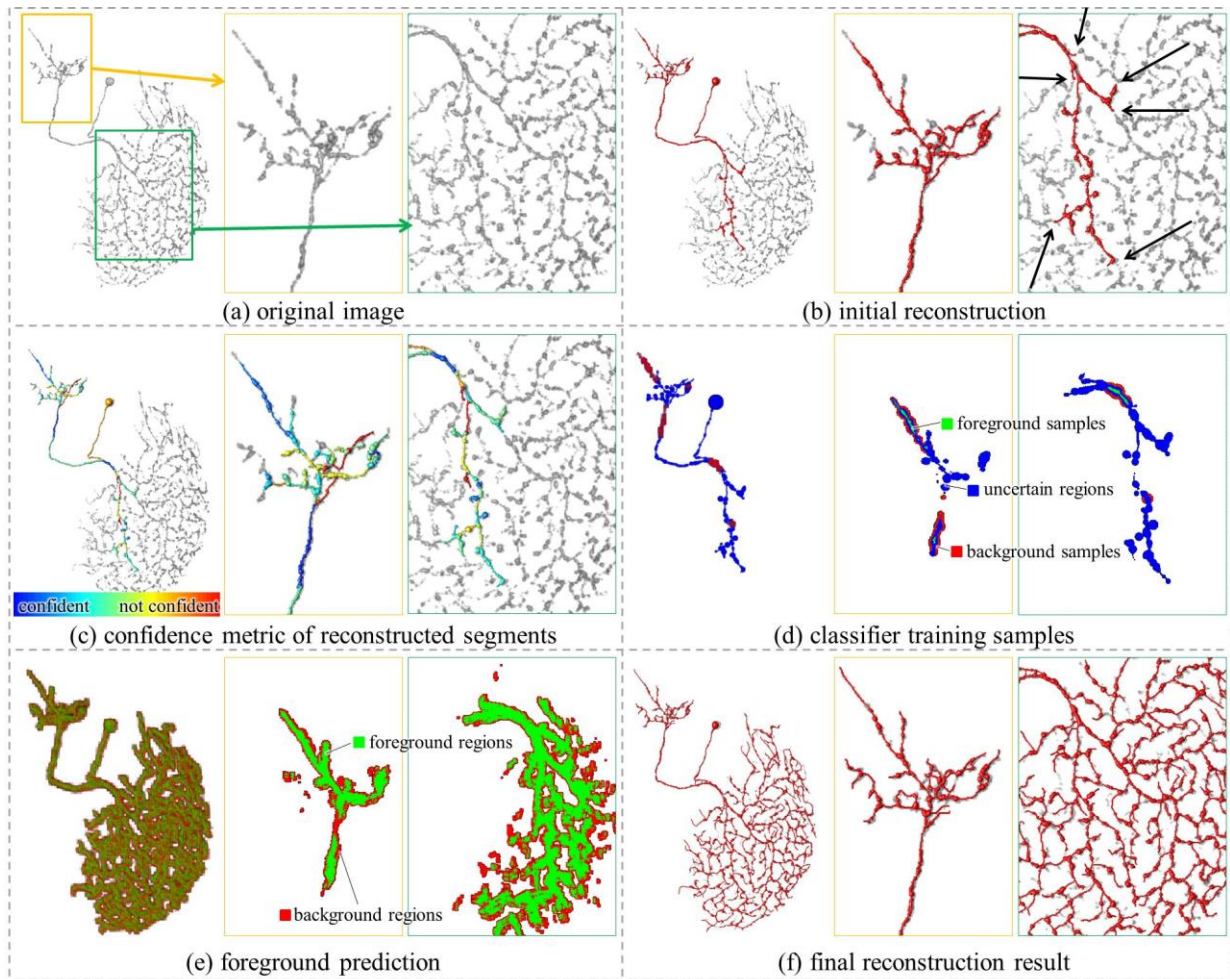 (a) original image
(b) initial reconstruction
confident
not confident
(c) confidence metric of reconstructed segments
foreground samples
uncertain regions
background samples
(d) classifier training samples
foreground regions
background regions
(e) foreground prediction
(f) final reconstruction result